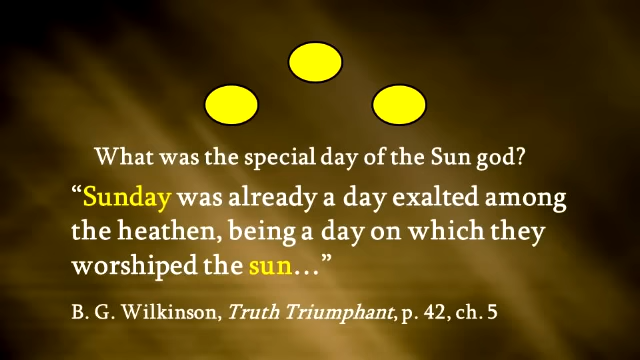 What was the special day of the Sun god?
“Sunday was already a day exalted among
the heathen, being a day on which they
worshiped the sun…”
B. G. Wilkinson, Truth Triumphant, p. 42, ch. 5